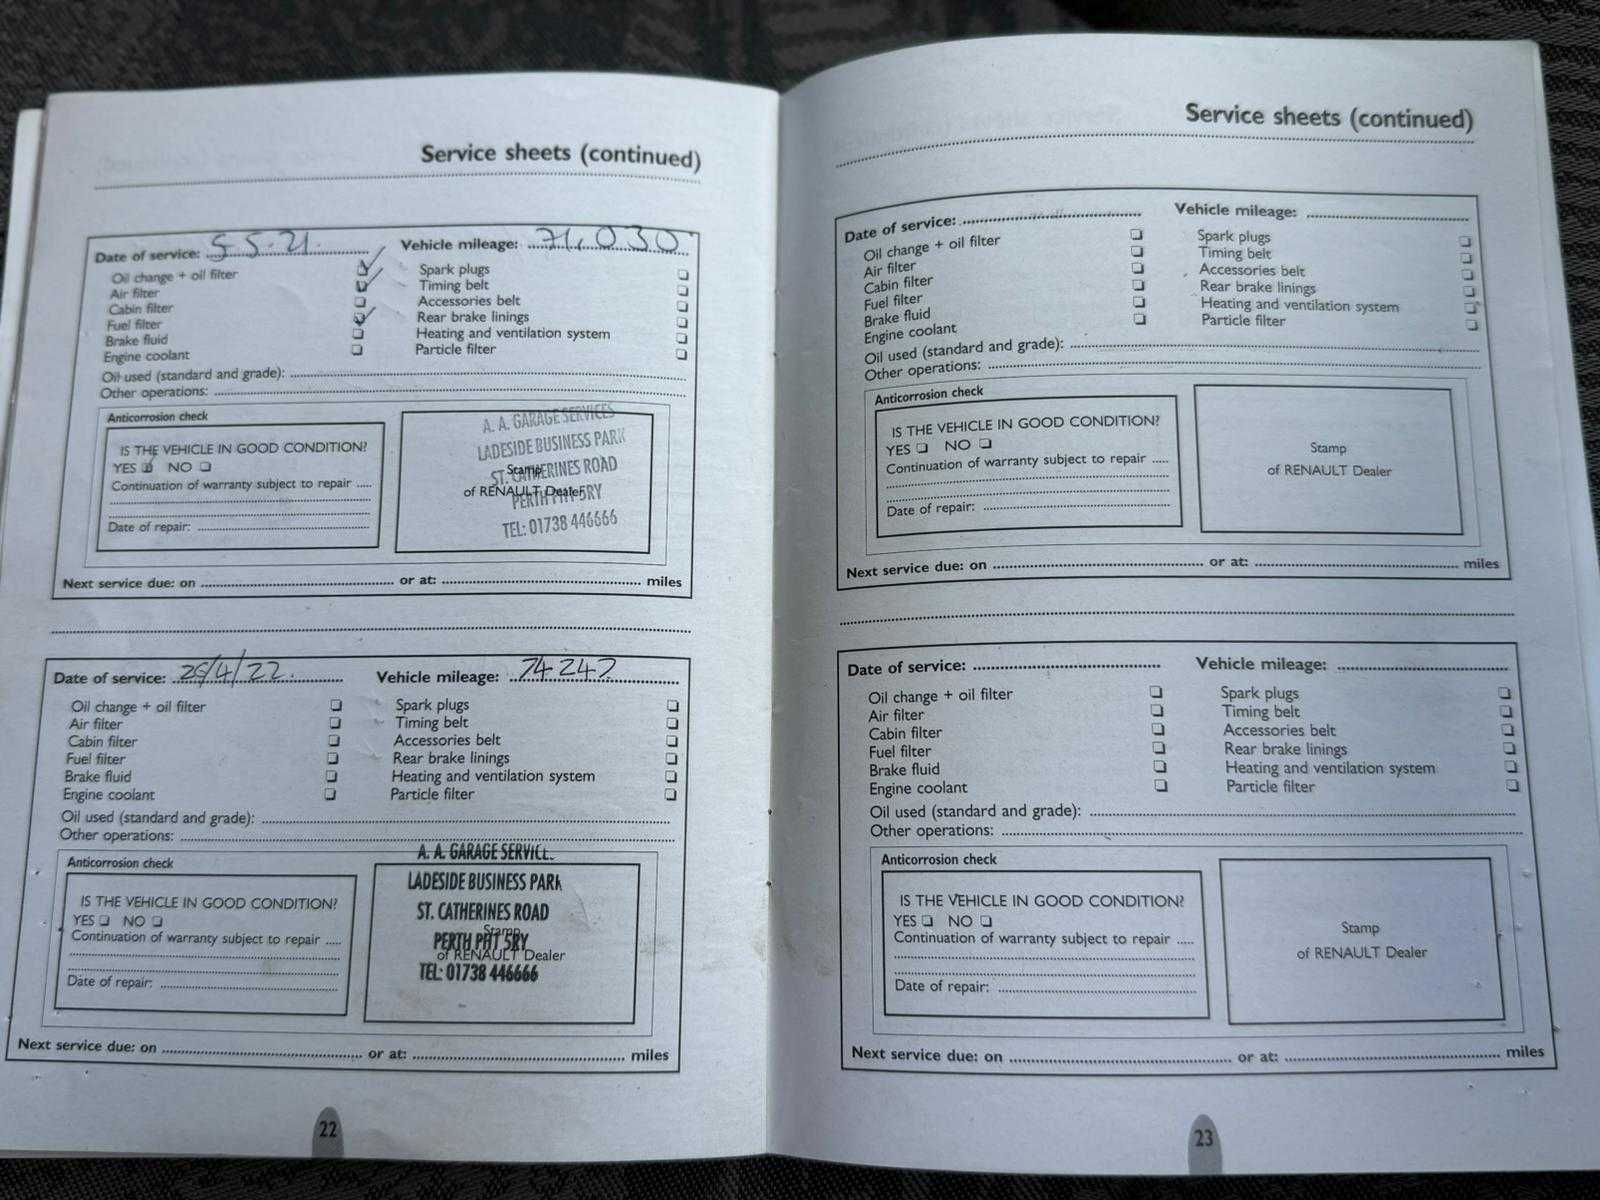 Service sheets (continued)
Date of service: 5.5.21. Vehicle mileage: 71,030
Oil change + oil filter Spark plugs
Air filter Timing belt
Cabin filter Accessories belt
Fuel filter Rear brake linings
Brake fluid Heating and ventilation system
Engine coolant Particle filter
Oil used (standard and grade):
Other operations:
Anticorrosion check
IS THE VEHICLE IN GOOD CONDITION?
YES NO
Continuation of warranty subject to repair .....
Date of repair:
A. A. GARAGE SERVICES
LADESIDE BUSINESS PARK
Stamp
ST. CATHERINES ROAD
of RENAULT Dealer
PERTH PH1 5RY
TEL: 01738 446666
Next service due: on or at: miles
Date of service: /4/22. Vehicle mileage: 74247
Oil change + oil filter Spark plugs
Air filter Timing belt
Cabin filter Accessories belt
Fuel filter Rear brake linings
Brake fluid Heating and ventilation system
Engine coolant Particle filter
Oil used (standard and grade):
Other operations:
Anticorrosion check
IS THE VEHICLE IN GOOD CONDITION?
YES NO
Continuation of warranty subject to repair .....
Date of repair:
A. A. GARAGE SERVICE
LADESIDE BUSINESS PARK
ST. CATHERINES ROAD
Stamp
PERTH PH1 5RY
of RENAULT Dealer
TEL: 01738 446666
Next service due: on or at: miles
22
Service sheets (continued)
Date of service: Vehicle mileage:
Oil change + oil filter Spark plugs
Air filter Timing belt
Cabin filter Accessories belt
Fuel filter Rear brake linings
Brake fluid Heating and ventilation system
Engine coolant Particle filter
Oil used (standard and grade):
Other operations:
Anticorrosion check
IS THE VEHICLE IN GOOD CONDITION?
YES NO
Continuation of warranty subject to repair .....
Date of repair:
Stamp
of RENAULT Dealer
Next service due: on or at: miles
Date of service: Vehicle mileage:
Oil change + oil filter Spark plugs
Air filter Timing belt
Cabin filter Accessories belt
Fuel filter Rear brake linings
Brake fluid Heating and ventilation system
Engine coolant Particle filter
Oil used (standard and grade):
Other operations:
Anticorrosion check
IS THE VEHICLE IN GOOD CONDITION?
YES NO
Continuation of warranty subject to repair .....
Date of repair:
Stamp
of RENAULT Dealer
Next service due: on or at: miles
23